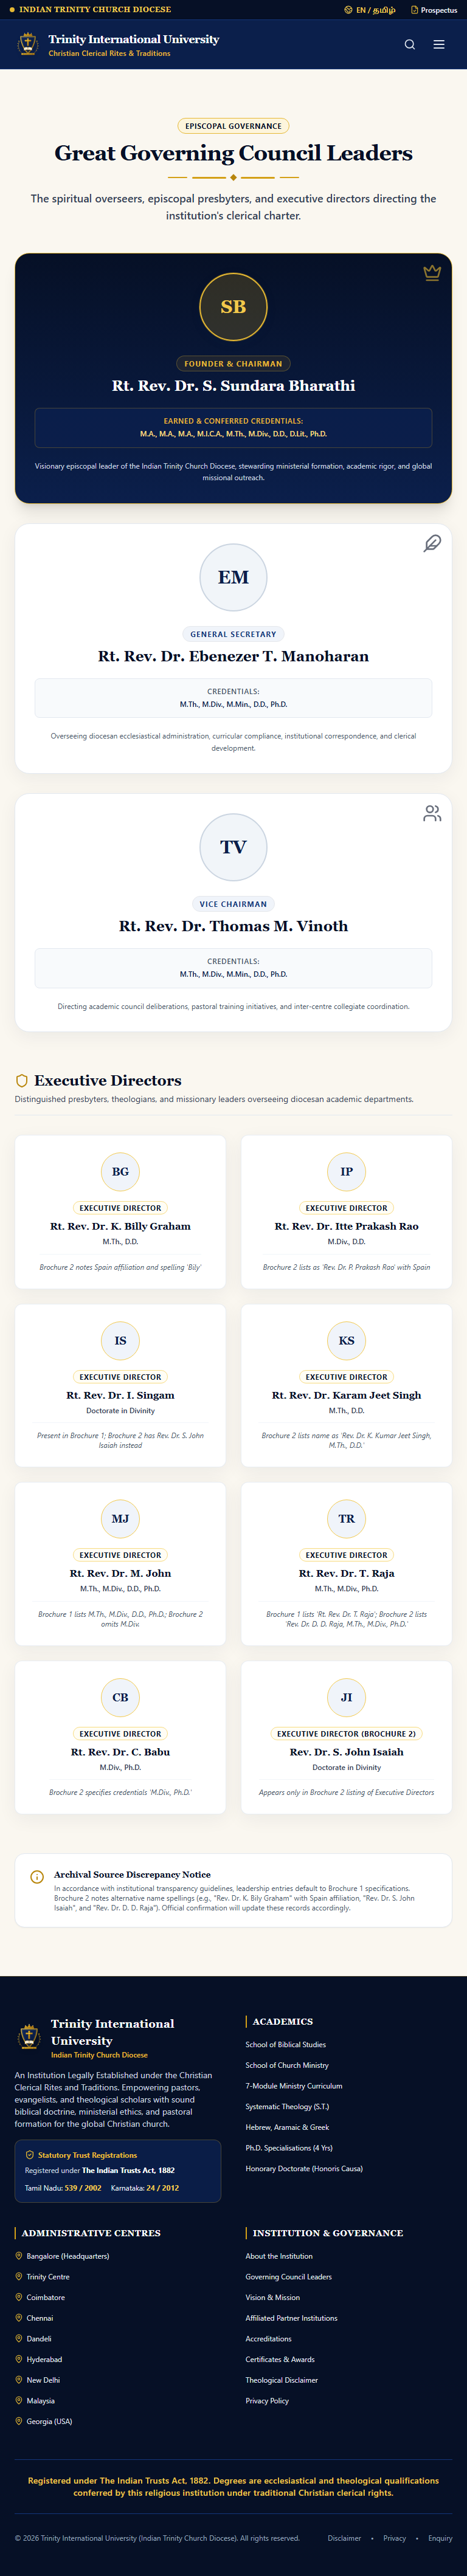 INDIAN TRINITY CHURCH DIOCESE
EN / தமிழ்
Prospectus
Trinity International University
Christian Clerical Rites & Traditions
EPISCOPAL GOVERNANCE
Great Governing Council Leaders
The spiritual overseers, episcopal presbyters, and executive directors directing the
institution's clerical charter.
SB
FOUNDER & CHAIRMAN
Rt. Rev. Dr. S. Sundara Bharathi
EARNED & CONFERRED CREDENTIALS:
M.A., M.A., M.A., M.I.C.A., M.Th., M.Div., D.D., D.Lit., Ph.D.
Visionary episcopal leader of the Indian Trinity Church Diocese, stewarding ministerial formation, academic rigor, and global
missional outreach.
EM
GENERAL SECRETARY
Rt. Rev. Dr. Ebenezer T. Manoharan
CREDENTIALS:
M.Th., M.Div., M.Min., D.D., Ph.D.
Overseeing diocesan ecclesiastical administration, curricular compliance, institutional correspondence, and clerical
development.
TV
VICE CHAIRMAN
Rt. Rev. Dr. Thomas M. Vinoth
CREDENTIALS:
M.Th., M.Div., M.Min., D.D., Ph.D.
Directing academic council deliberations, pastoral training initiatives, and inter-centre collegiate coordination.
Executive Directors
Distinguished presbyters, theologians, and missionary leaders overseeing diocesan academic departments.
BG
EXECUTIVE DIRECTOR
Rt. Rev. Dr. K. Billy Graham
M.Th., D.D.
Brochure 2 notes Spain affiliation and spelling 'Bily'
IP
EXECUTIVE DIRECTOR
Rt. Rev. Dr. Itte Prakash Rao
M.Div., D.D.
Brochure 2 lists as 'Rev. Dr. P. Prakash Rao' with Spain
IS
EXECUTIVE DIRECTOR
Rt. Rev. Dr. I. Singam
Doctorate in Divinity
Present in Brochure 1; Brochure 2 has Rev. Dr. S. John
Isaiah instead
KS
EXECUTIVE DIRECTOR
Rt. Rev. Dr. Karam Jeet Singh
M.Th., D.D.
Brochure 2 lists name as 'Rev. Dr. K. Kumar Jeet Singh,
M.Th., D.D.'
MJ
EXECUTIVE DIRECTOR
Rt. Rev. Dr. M. John
M.Th., M.Div., D.D., Ph.D.
Brochure 1 lists M.Th., M.Div., D.D., Ph.D.; Brochure 2
omits M.Div.
TR
EXECUTIVE DIRECTOR
Rt. Rev. Dr. T. Raja
M.Th., M.Div., Ph.D.
Brochure 1 lists 'Rt. Rev. Dr. T. Raja'; Brochure 2 lists
'Rev. Dr. D. D. Raja, M.Th., M.Div., Ph.D.'
CB
EXECUTIVE DIRECTOR
Rt. Rev. Dr. C. Babu
M.Div., Ph.D.
Brochure 2 specifies credentials 'M.Div., Ph.D.'
JI
EXECUTIVE DIRECTOR (BROCHURE 2)
Rev. Dr. S. John Isaiah
Doctorate in Divinity
Appears only in Brochure 2 listing of Executive Directors
Archival Source Discrepancy Notice
In accordance with institutional transparency guidelines, leadership entries default to Brochure 1 specifications.
Brochure 2 notes alternative name spellings (e.g., "Rev. Dr. K. Bily Graham" with Spain affiliation, "Rev. Dr. S. John
Isaiah", and "Rev. Dr. D. D. Raja"). Official confirmation will update these records accordingly.
Trinity International
University
Indian Trinity Church Diocese
An Institution Legally Established under the Christian
Clerical Rites and Traditions. Empowering pastors,
evangelists, and theological scholars with sound
biblical doctrine, ministerial ethics, and pastoral
formation for the global Christian church.
Statutory Trust Registrations
Registered under The Indian Trusts Act, 1882
Tamil Nadu: 539 / 2002 Karnataka: 24 / 2012
ACADEMICS
School of Biblical Studies
School of Church Ministry
7-Module Ministry Curriculum
Systematic Theology (S.T.)
Hebrew, Aramaic & Greek
Ph.D. Specialisations (4 Yrs)
Honorary Doctorate (Honoris Causa)
ADMINISTRATIVE CENTRES
Bangalore (Headquarters)
Trinity Centre
Coimbatore
Chennai
Dandeli
Hyderabad
New Delhi
Malaysia
Georgia (USA)
INSTITUTION & GOVERNANCE
About the Institution
Governing Council Leaders
Vision & Mission
Affiliated Partner Institutions
Accreditations
Certificates & Awards
Theological Disclaimer
Privacy Policy
Registered under The Indian Trusts Act, 1882. Degrees are ecclesiastical and theological qualifications
conferred by this religious institution under traditional Christian clerical rights.
© 2026 Trinity International University (Indian Trinity Church Diocese). All rights reserved.
Disclaimer • Privacy • Enquiry